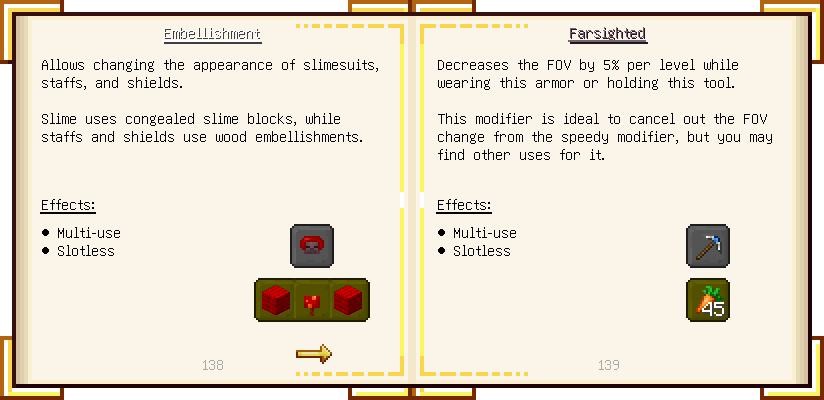 Embellishment
Allows changing the appearance of slimesuits,
staffs, and shields.
Slime uses congealed slime blocks, while
staffs and shields use wood embellishments.
Effects:
• Multi-use
• Slotless
138
Farsighted
Decreases the FOV by 5% per level while
wearing this armor or holding this tool.
This modifier is ideal to cancel out the FOV
change from the speedy modifier, but you may
find other uses for it.
Effects:
• Multi-use
• Slotless
45
139